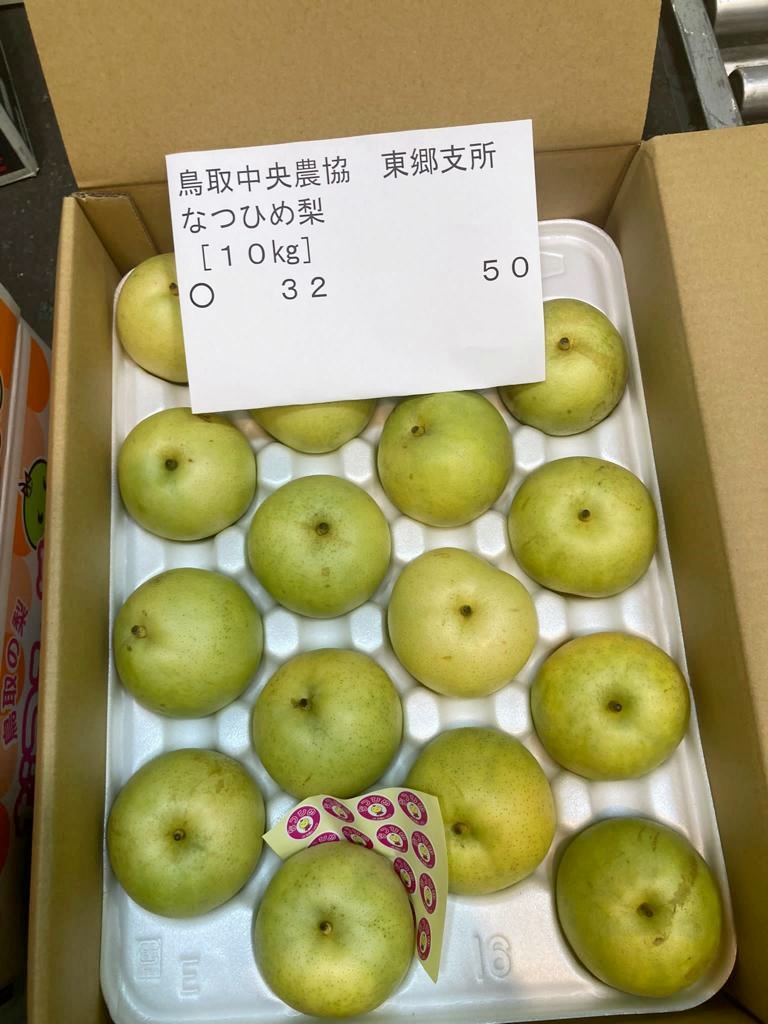 鳥取中央農協　東郷支所
なつひめ梨
［１０kg］
○　　３２　　　　　　５０
鳥取の梨
16